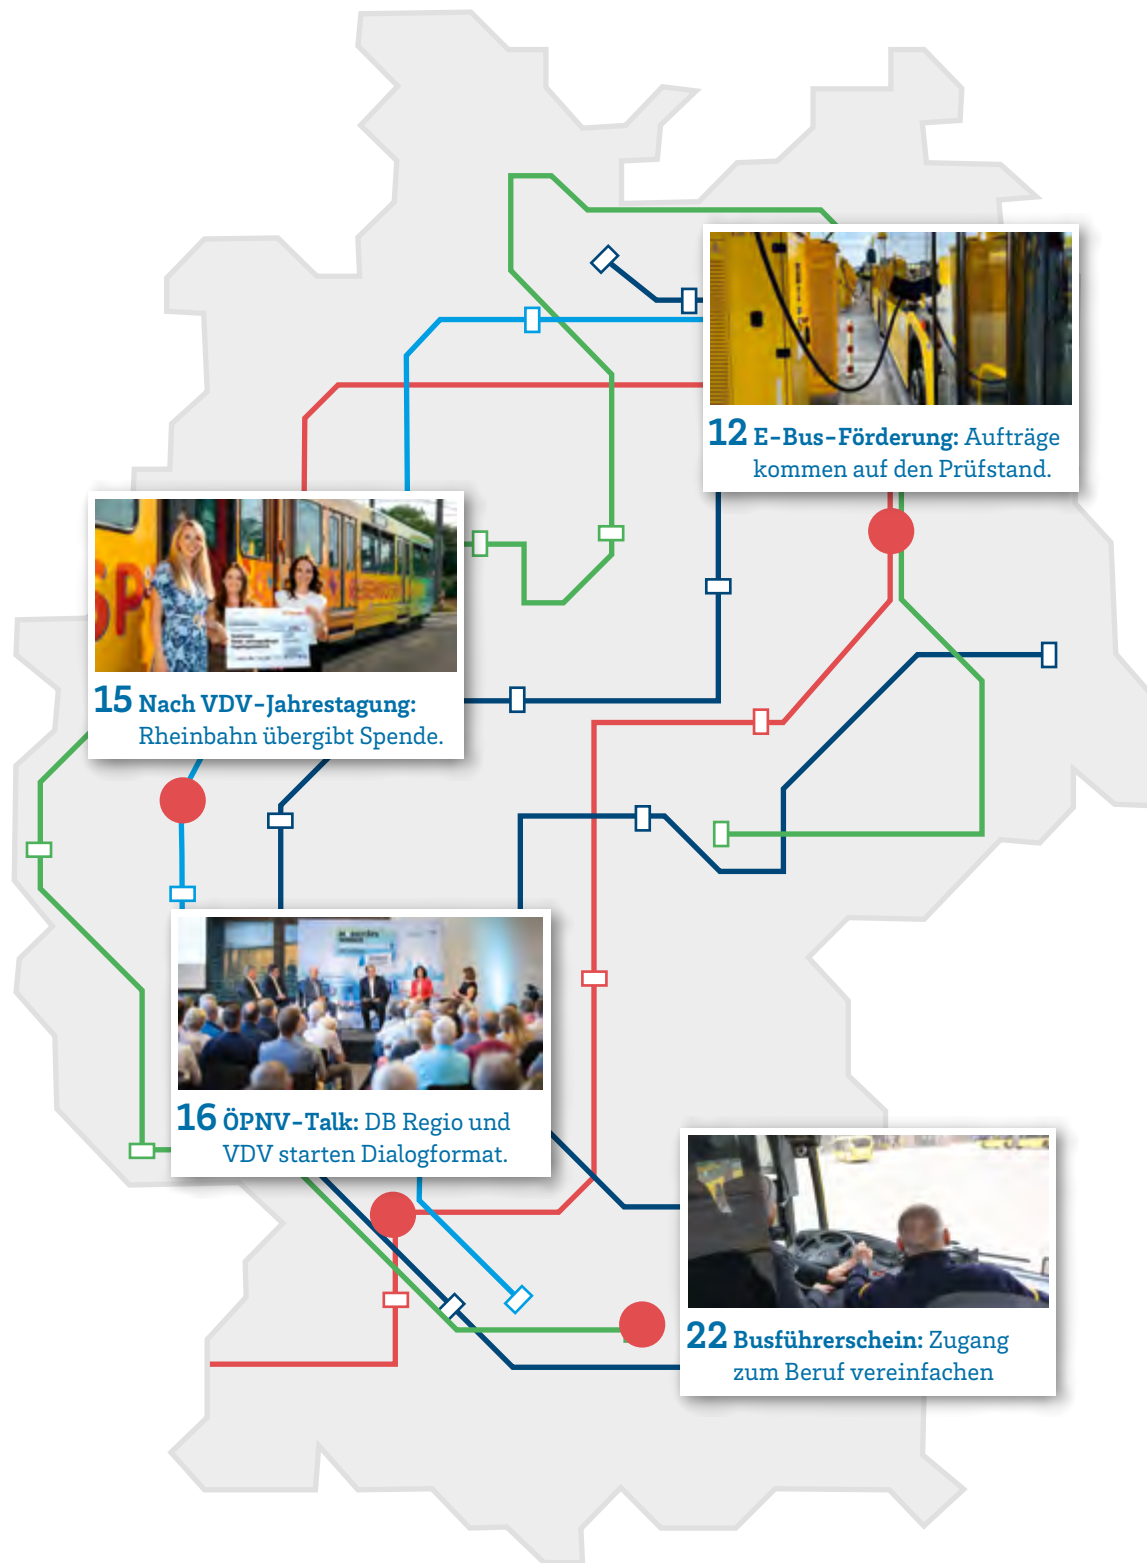 12 E-Bus-Förderung: Aufträge
kommen auf den Prüfstand.
15 Nach VDV-Jahrestagung:
Rheinbahn übergibt Spende.
16 ÖPNV-Talk: DB Regio und
VDV starten Dialogformat.
22 Busführerschein: Zugang
zum Beruf vereinfachen